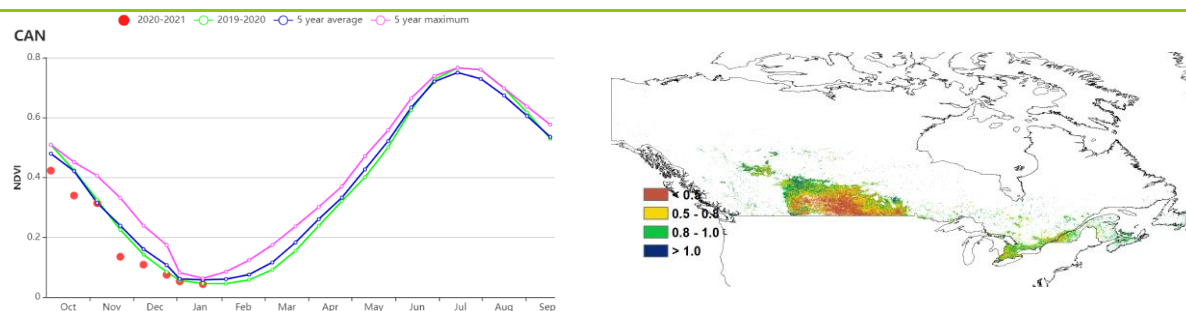 2020-2021 2019-2020 5 year average 5 year maximum
CAN
0.8
0.6
0.4
0.2
0
NDVI
Oct Nov Dec Jan Feb Mar Apr May Jun Jul Aug Sep
< 0.5
0.5 - 0.8
0.8 - 1.0
> 1.0